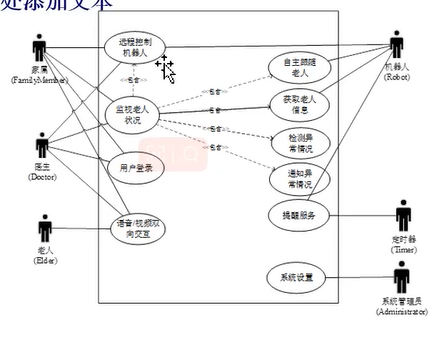 处添加文本
远程控制
机器人
家属
(FamilyMember)
机器人
(Robot)
自主跟随
老人
<<包含>>
监视老人
状况
<<包含>>
获取老人
信息
<<包含>>
<<包含>>
检测异
常情况
<<包含>>
医生
(Doctor)
用户登录
通知异
常情况
提醒服务
语音/视频双
向交互
老人
(Elder)
定时器
(Timer)
系统设置
系统管理员
(Administrator)